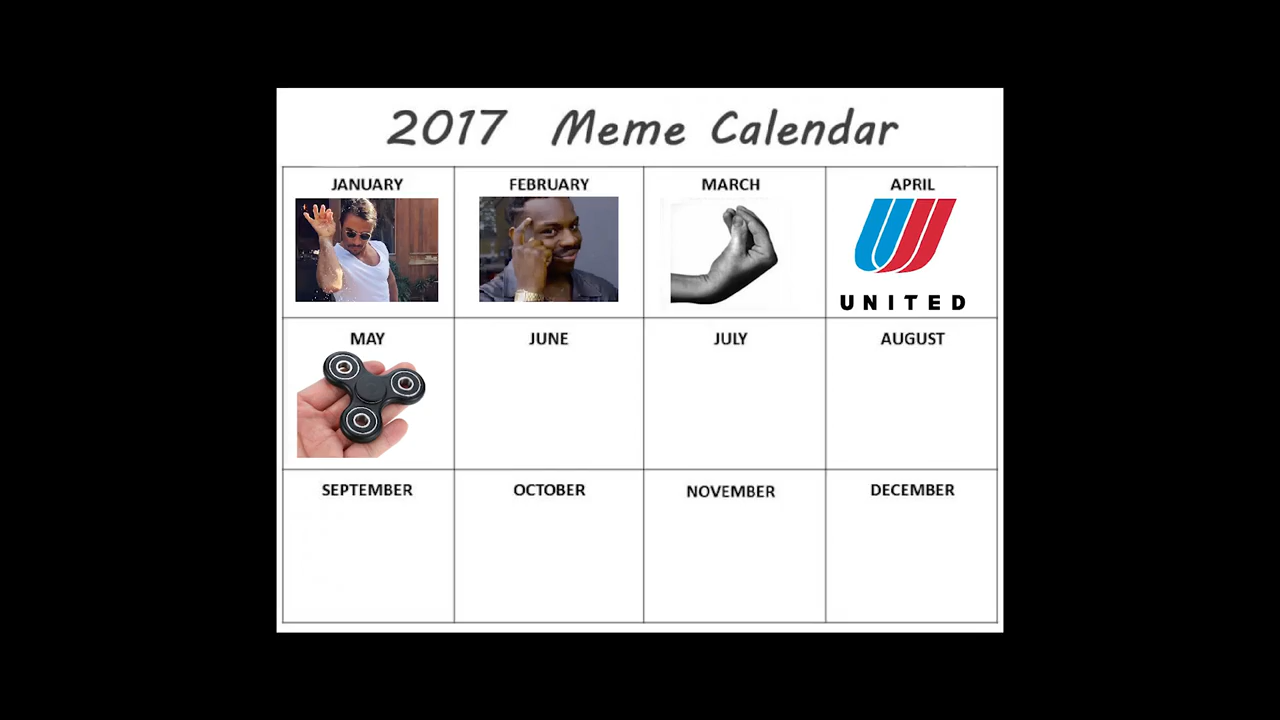 2017 Meme Calendar
JANUARY FEBRUARY MARCH APRIL
UNITED
MAY JUNE JULY AUGUST
SEPTEMBER OCTOBER NOVEMBER DECEMBER